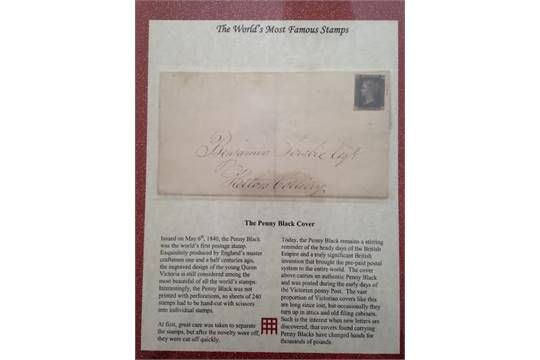 The World's Most Famous Stamps
Benjamin
Hetton Colliery
The Penny Black Cover
Issued on May 6th, 1840, the Penny Black
was the world's first postage stamp.
Exquisitely produced by England's master
craftsmen one and a half centuries ago,
the engraved design of the young Queen
Victoria is still considered among the
most beautiful of all the world's stamps.
Interestingly, the Penny Black was not
printed with perforations, so sheets of 240
stamps had to be hand-cut with scissors
into individual stamps.
At first, great care was taken to separate
the stamps, but after the novelty wore off,
they were cut off quickly.
Today, the Penny Black remains a stirring
reminder of the heady days of the British
Empire and a truly significant British
invention that brought the pre-paid postal
system to the entire world. The cover
above carries an authentic Penny Black
and was posted during the early days of
the Victorian penny Post. The vast
proportion of Victorian covers like this
are long since lost, but occasionally they
turn up in attics and old filing cabinets.
Such is the interest when new letters are
discovered, that covers found carrying
Penny Blacks have changed hands for
thousands of pounds.